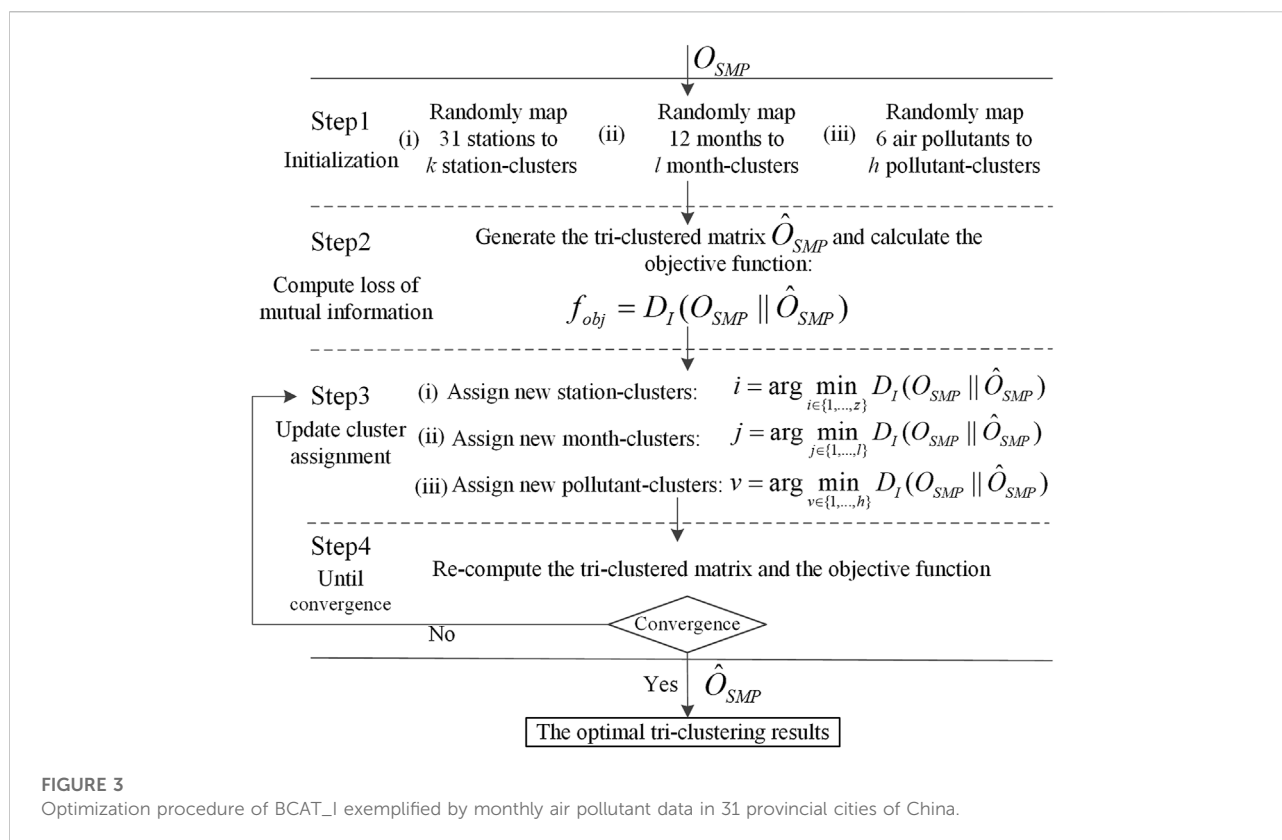 O_SMP
Step1
Initialization
(i)
Randomly map
31 stations to
k station-clusters
(ii)
Randomly map
12 months to
l month-clusters
(iii)
Randomly map
6 air pollutants to
h pollutant-clusters
Step2
Compute loss of
mutual information
Generate the tri-clustered matrix Ô_SMP and calculate the
objective function:
f_obj = D_I(O_SMP || Ô_SMP)
Step3
Update cluster
assignment
(i) Assign new station-clusters: i = arg min_{i∈{1,...,z}} D_I(O_SMP || Ô_SMP)
(ii) Assign new month-clusters: j = arg min_{j∈{1,...,l}} D_I(O_SMP || Ô_SMP)
(iii) Assign new pollutant-clusters: v = arg min_{v∈{1,...,h}} D_I(O_SMP || Ô_SMP)
Step4
Until
convergence
Re-compute the tri-clustered matrix and the objective function
Convergence
No
Yes
Ô_SMP
The optimal tri-clustering results
FIGURE 3
Optimization procedure of BCAT_I exemplified by monthly air pollutant data in 31 provincial cities of China.